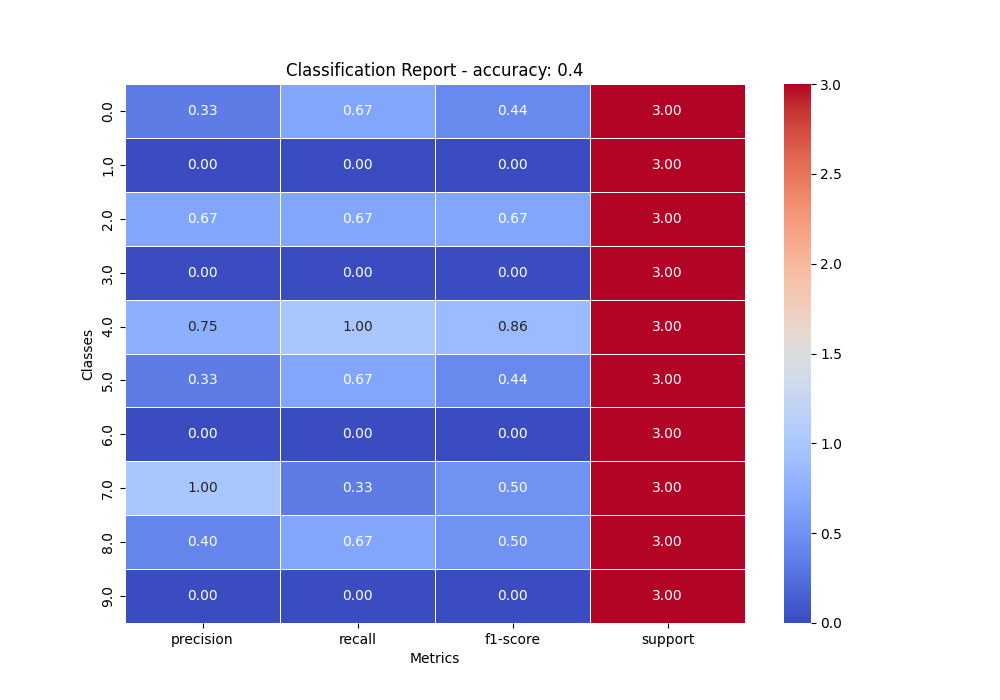 Classification Report - accuracy: 0.4
0.0 0.33 0.67 0.44 3.00
1.0 0.00 0.00 0.00 3.00
2.0 0.67 0.67 0.67 3.00
3.0 0.00 0.00 0.00 3.00
4.0 0.75 1.00 0.86 3.00
5.0 0.33 0.67 0.44 3.00
6.0 0.00 0.00 0.00 3.00
7.0 1.00 0.33 0.50 3.00
8.0 0.40 0.67 0.50 3.00
9.0 0.00 0.00 0.00 3.00
Classes
precision recall f1-score support
Metrics
3.0
2.5
2.0
1.5
1.0
0.5
0.0